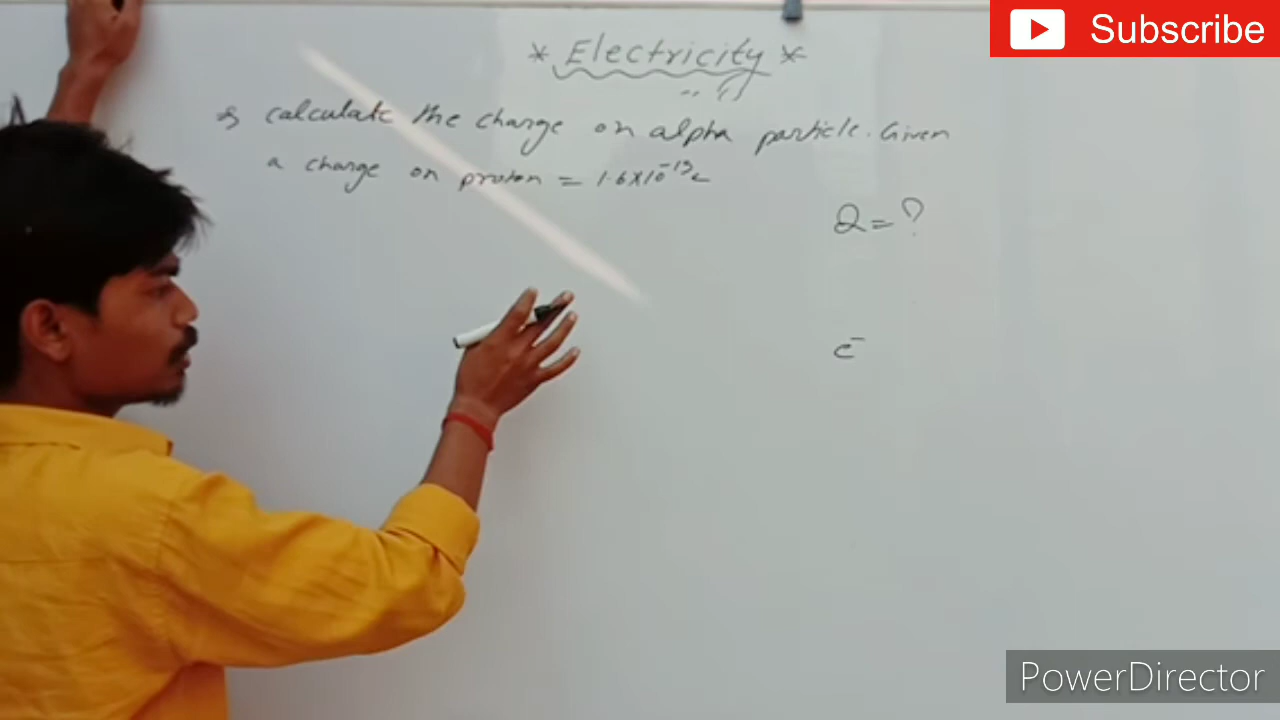 Subscribe
* Electricity *
calculate the charge on alpha particle. Given
a charge on proton = 1.6×10⁻¹⁹c
Q = ?
e⁻
PowerDirector